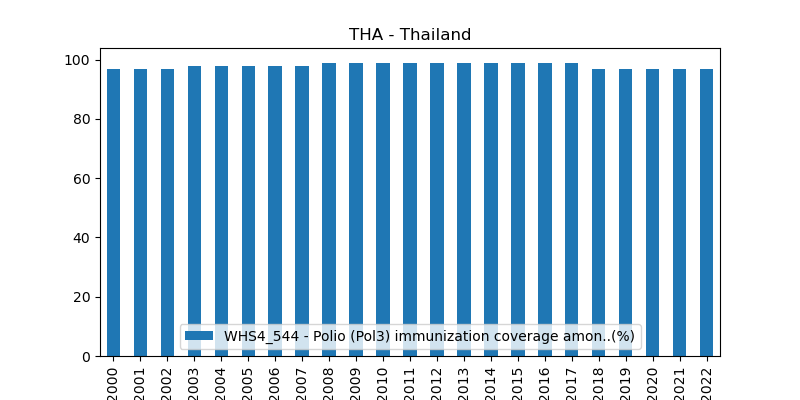 THA - Thailand
100
80
60
40
20
0
WHS4_544 - Polio (Pol3) immunization coverage amon..(%)
2000 2001 2002 2003 2004 2005 2006 2007 2008 2009 2010 2011 2012 2013 2014 2015 2016 2017 2018 2019 2020 2021 2022